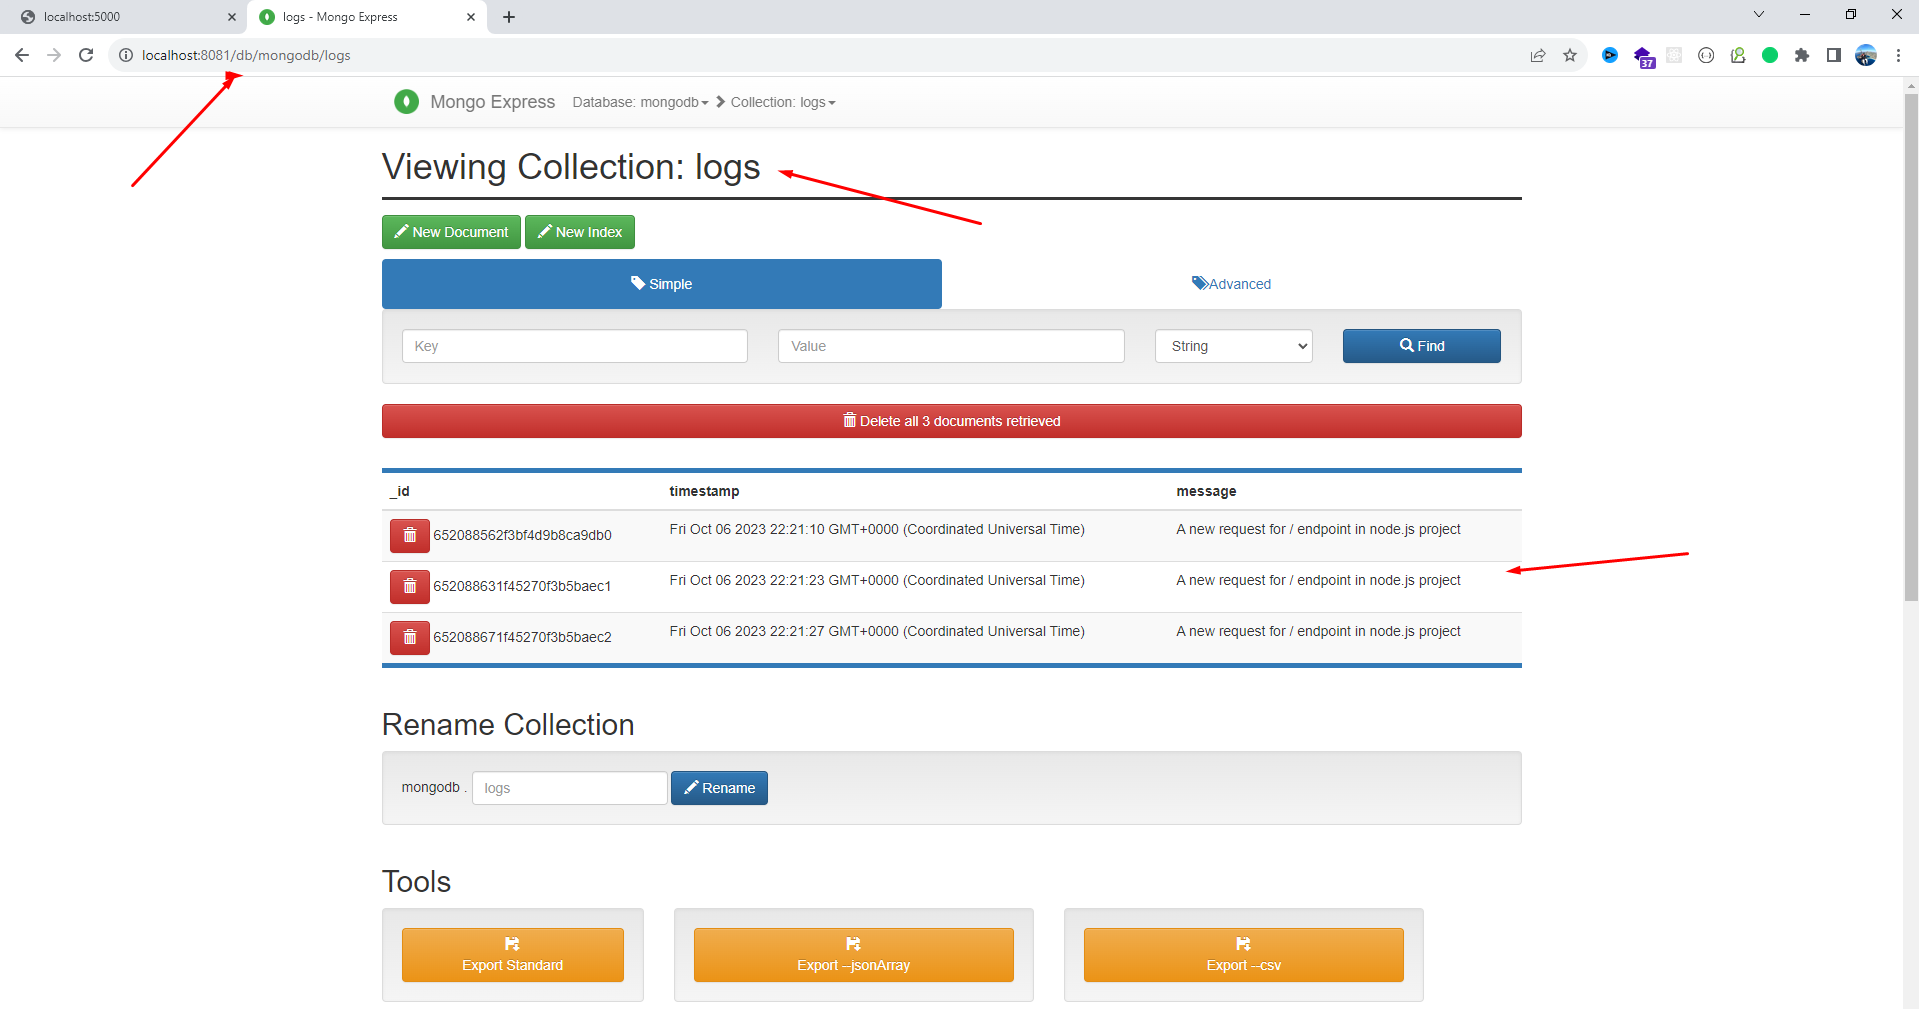 localhost:5000
logs - Mongo Express
localhost:8081/db/mongodb/logs
37
Mongo Express Database: mongodb Collection: logs
Viewing Collection: logs
New Document New Index
Simple Advanced
Key Value String Find
Delete all 3 documents retrieved
_id timestamp message
652088562f3bf4d9b8ca9db0 Fri Oct 06 2023 22:21:10 GMT+0000 (Coordinated Universal Time) A new request for / endpoint in node.js project
652088631f45270f3b5baec1 Fri Oct 06 2023 22:21:23 GMT+0000 (Coordinated Universal Time) A new request for / endpoint in node.js project
652088671f45270f3b5baec2 Fri Oct 06 2023 22:21:27 GMT+0000 (Coordinated Universal Time) A new request for / endpoint in node.js project
Rename Collection
mongodb . logs Rename
Tools
Export Standard Export --jsonArray Export --csv